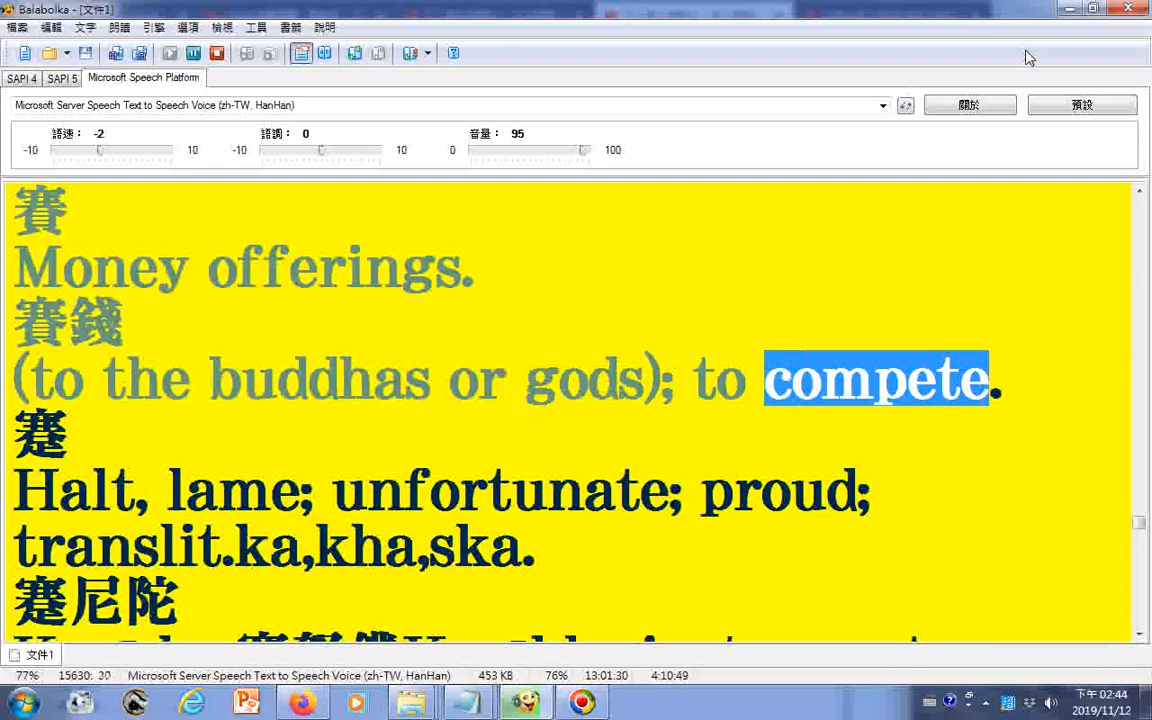 Balabolka - [文件1]
檔案 編輯 文字 朗讀 引擎 選項 檢視 工具 書籤 說明
SAPI 4 SAPI 5 Microsoft Speech Platform
Microsoft Server Speech Text to Speech Voice (zh-TW, HanHan) 關於 預設
語速： -2 語調： 0 音量： 95
-10 10 -10 10 0 100
賽
Money offerings.
賽錢
(to the buddhas or gods); to compete.
蹇
Halt, lame; unfortunate; proud;
translit.ka,kha,ska.
蹇尼陀
文件1
77% 15630: 20 Microsoft Server Speech Text to Speech Voice (zh-TW, HanHan) 453 KB 76% 13:01:30 4:10:49
下午 02:44
2019/11/12